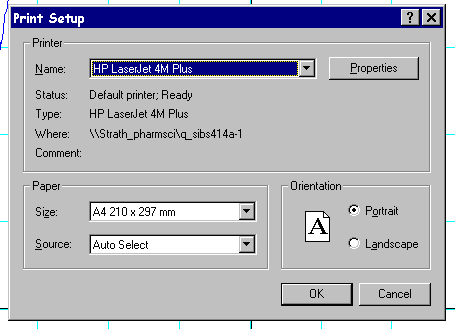 Print Setup
Printer
Name: HP LaserJet 4M Plus Properties
Status: Default printer; Ready
Type: HP LaserJet 4M Plus
Where: \\Strath_pharmsci\q_sibs414a-1
Comment:
Paper
Size: A4 210 x 297 mm
Source: Auto Select
Orientation
A
Portrait
Landscape
OK Cancel